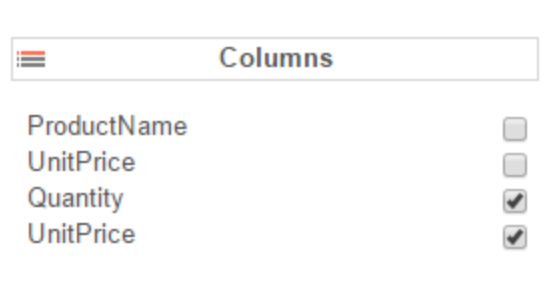 Columns
ProductName
UnitPrice
Quantity
UnitPrice